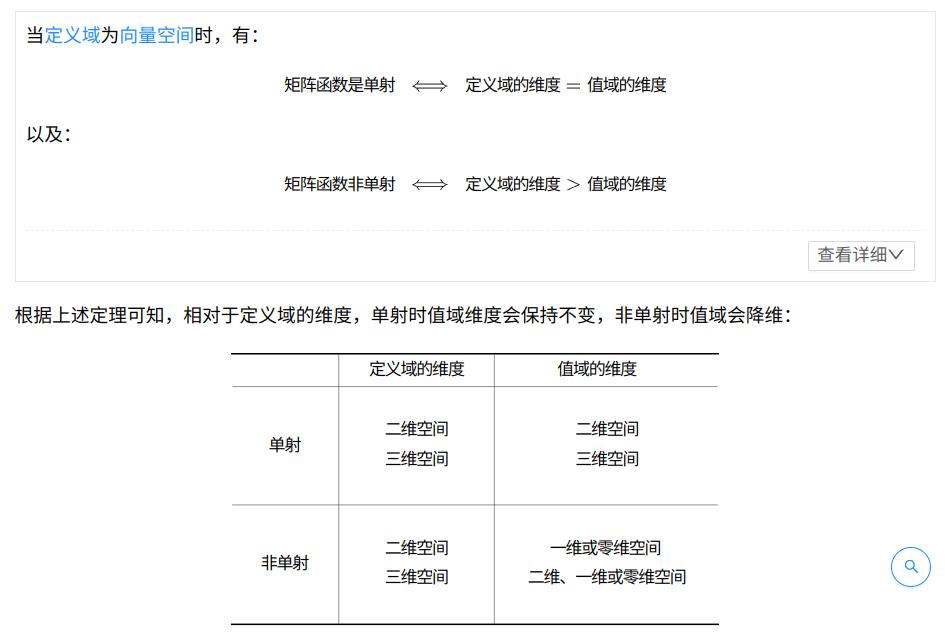 当定义域为向量空间时，有：
矩阵函数是单射 ⟺ 定义域的维度 = 值域的维度
以及：
矩阵函数非单射 ⟺ 定义域的维度 > 值域的维度
查看详细
根据上述定理可知，相对于定义域的维度，单射时值域维度会保持不变，非单射时值域会降维：
定义域的维度 值域的维度
二维空间 二维空间
单射
三维空间 三维空间
二维空间 一维或零维空间
非单射
三维空间 二维、一维或零维空间